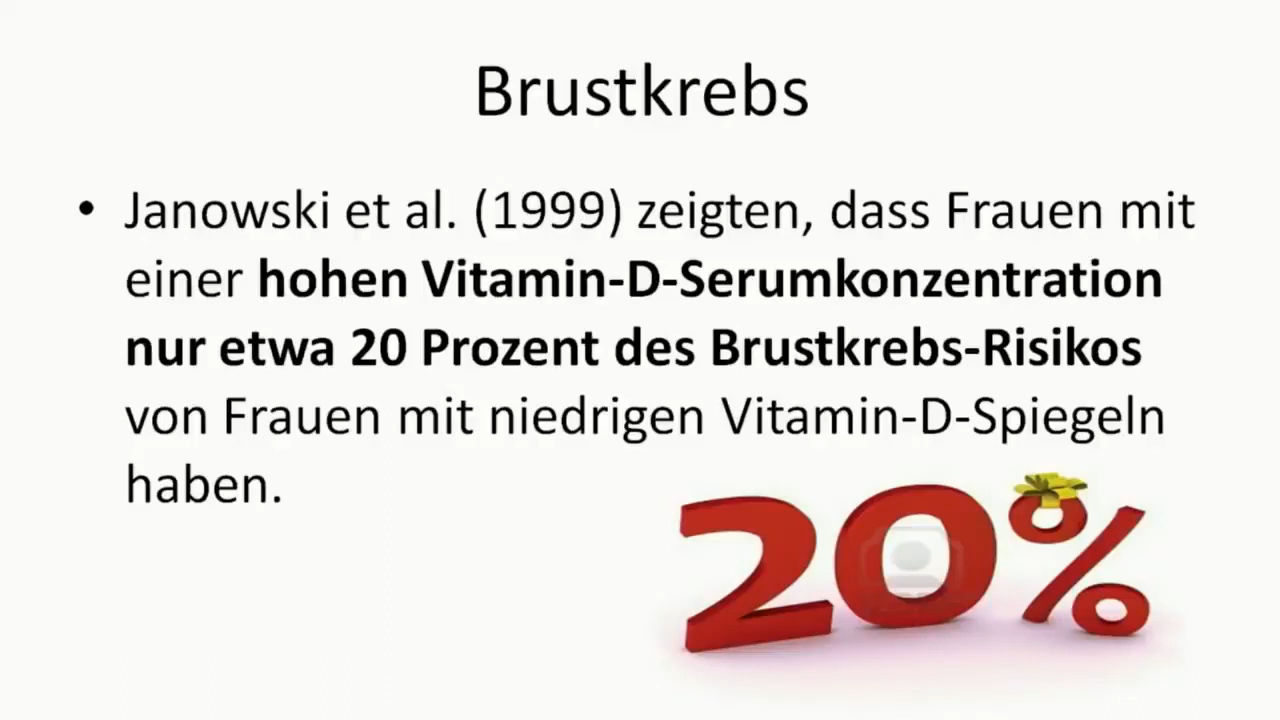 Brustkrebs
• Janowski et al. (1999) zeigten, dass Frauen mit
einer hohen Vitamin-D-Serumkonzentration
nur etwa 20 Prozent des Brustkrebs-Risikos
von Frauen mit niedrigen Vitamin-D-Spiegeln
haben.
20%